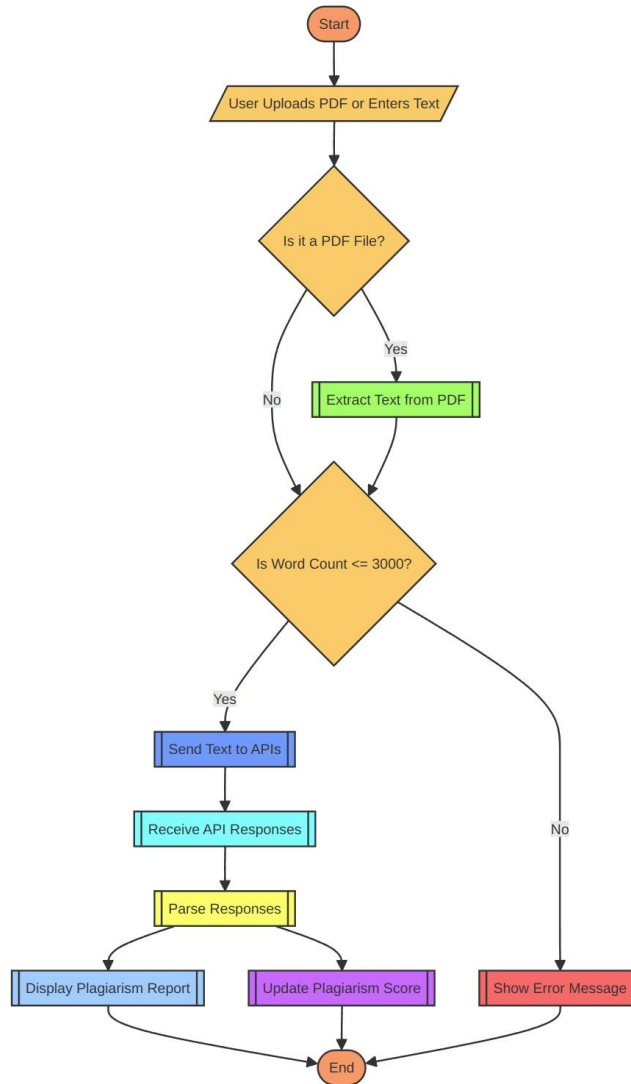 Start
User Uploads PDF or Enters Text
Is it a PDF File?
Yes
No
Extract Text from PDF
Is Word Count <= 3000?
Yes
Send Text to APIs
Receive API Responses
No
Parse Responses
Display Plagiarism Report
Update Plagiarism Score
Show Error Message
End